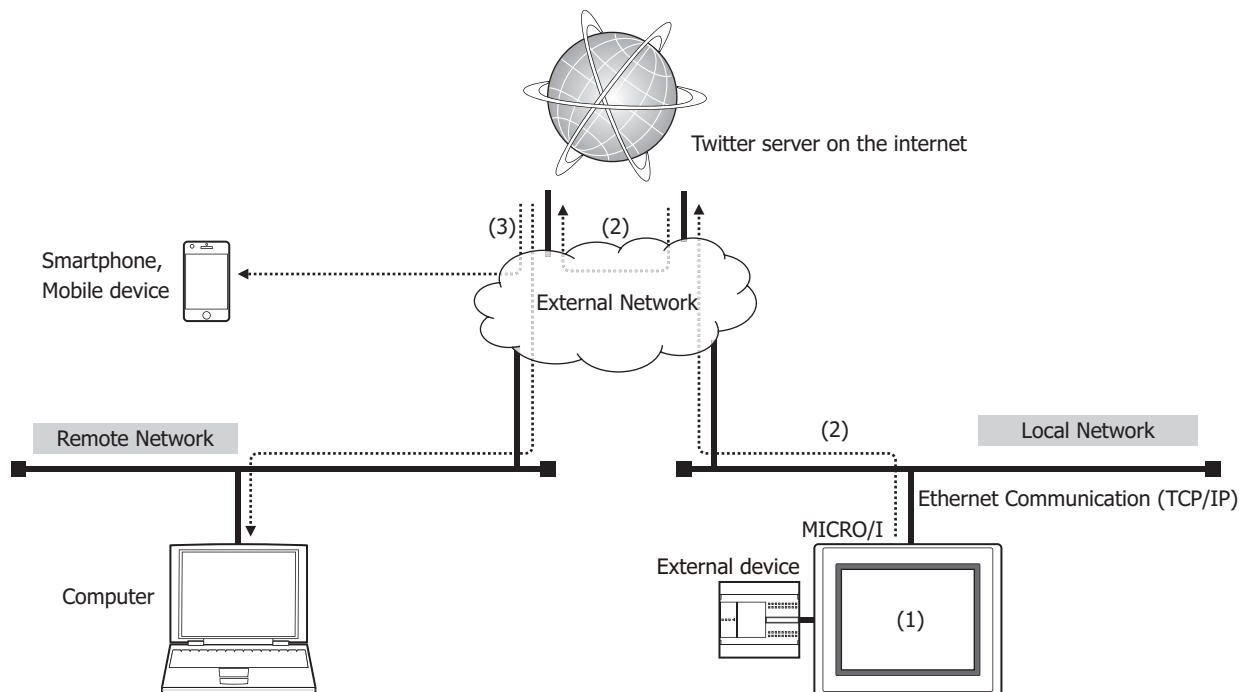 Twitter server on the internet
(3)
(2)
Smartphone,
Mobile device
External Network
Remote Network
(2)
Local Network
Ethernet Communication (TCP/IP)
MICRO/I
External device
Computer
(1)